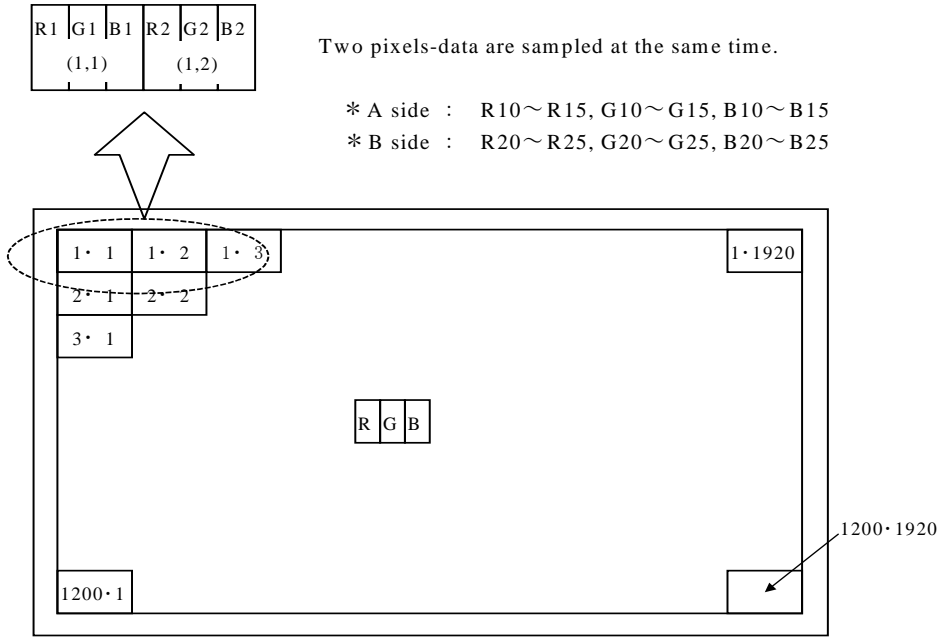 R1 G1 B1 R2 G2 B2
(1,1) (1,2)
Two pixels-data are sampled at the same time.
＊A side : R10～R15, G10～G15, B10～B15
＊B side : R20～R25, G20～G25, B20～B25
1・ 1 1・ 2 1・ 3 1・1920
2・ 1 2・ 2
3・ 1
R G B
1200・1920
1200・1